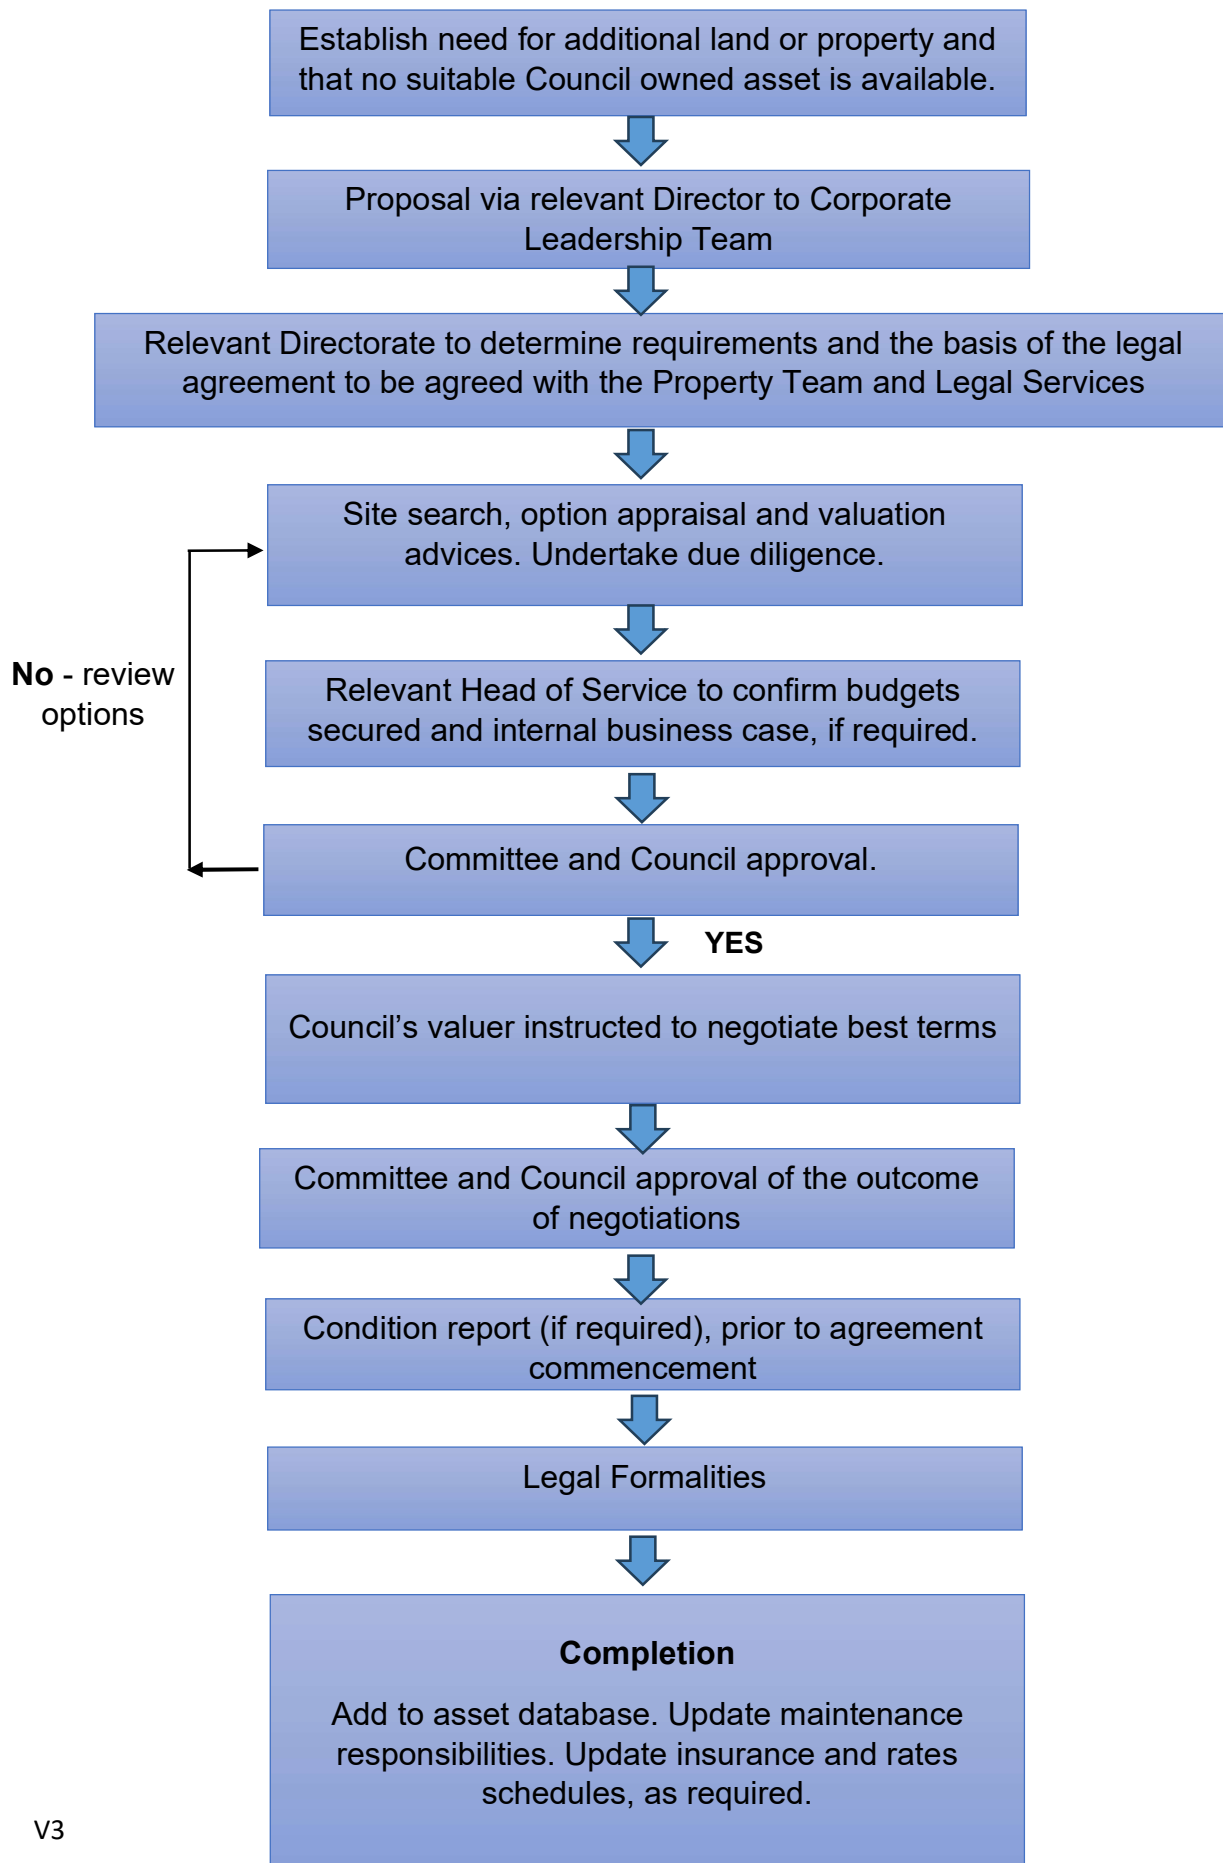 Establish need for additional land or property and
that no suitable Council owned asset is available.
Proposal via relevant Director to Corporate
Leadership Team
Relevant Directorate to determine requirements and the basis of the legal
agreement to be agreed with the Property Team and Legal Services
Site search, option appraisal and valuation
advices. Undertake due diligence.
No - review
options
Relevant Head of Service to confirm budgets
secured and internal business case, if required.
Committee and Council approval.
YES
Council’s valuer instructed to negotiate best terms
Committee and Council approval of the outcome
of negotiations
Condition report (if required), prior to agreement
commencement
Legal Formalities
Completion
Add to asset database. Update maintenance
responsibilities. Update insurance and rates
schedules, as required.
V3